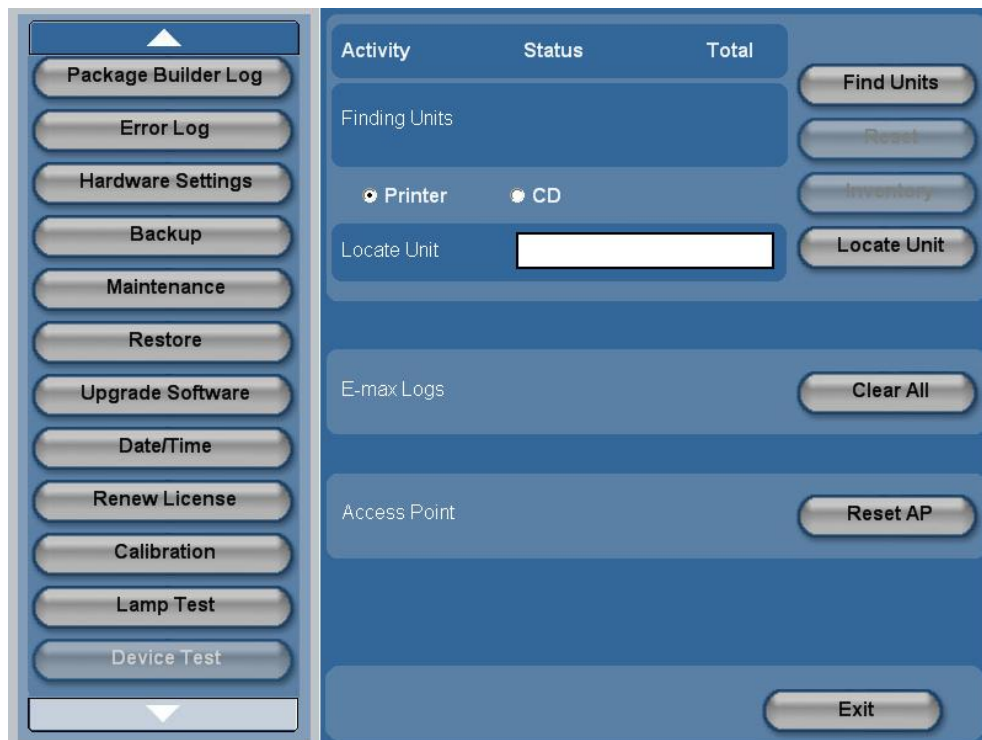 Package Builder Log
Error Log
Hardware Settings
Backup
Maintenance
Restore
Upgrade Software
Date/Time
Renew License
Calibration
Lamp Test
Device Test
Activity Status Total
Finding Units
Printer CD
Locate Unit
Find Units
Reset
Inventory
Locate Unit
E-max Logs
Clear All
Access Point
Reset AP
Exit